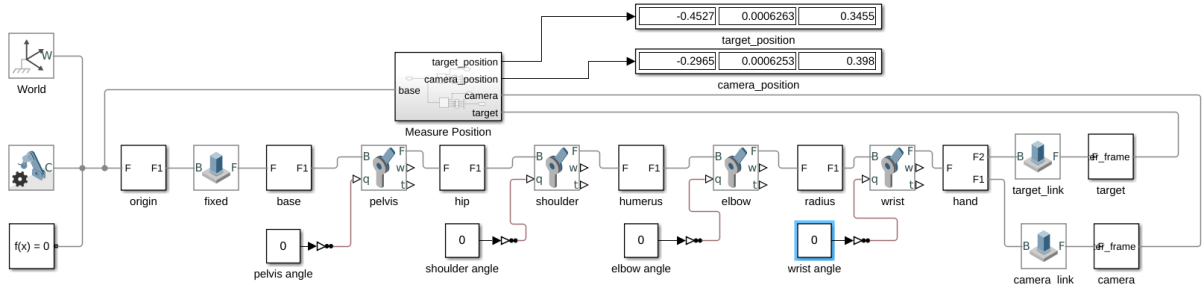 -0.4527 0.0006263 0.3455
target_position
-0.2965 0.0006253 0.398
camera_position
W
World
target_position
camera_position
base
camera
target
Measure Position
C
F F1
origin
B F
fixed
F F1
base
B F
q w
t
pelvis
F F1
hip
B F
q w
t
shoulder
F F1
humerus
B F
q w
t
elbow
F F1
radius
B F
q w
t
wrist
F F2
F1
hand
B F
target_link
target
f(x) = 0
0
pelvis angle
0
shoulder angle
0
elbow angle
0
wrist angle
B F
camera_link
camera